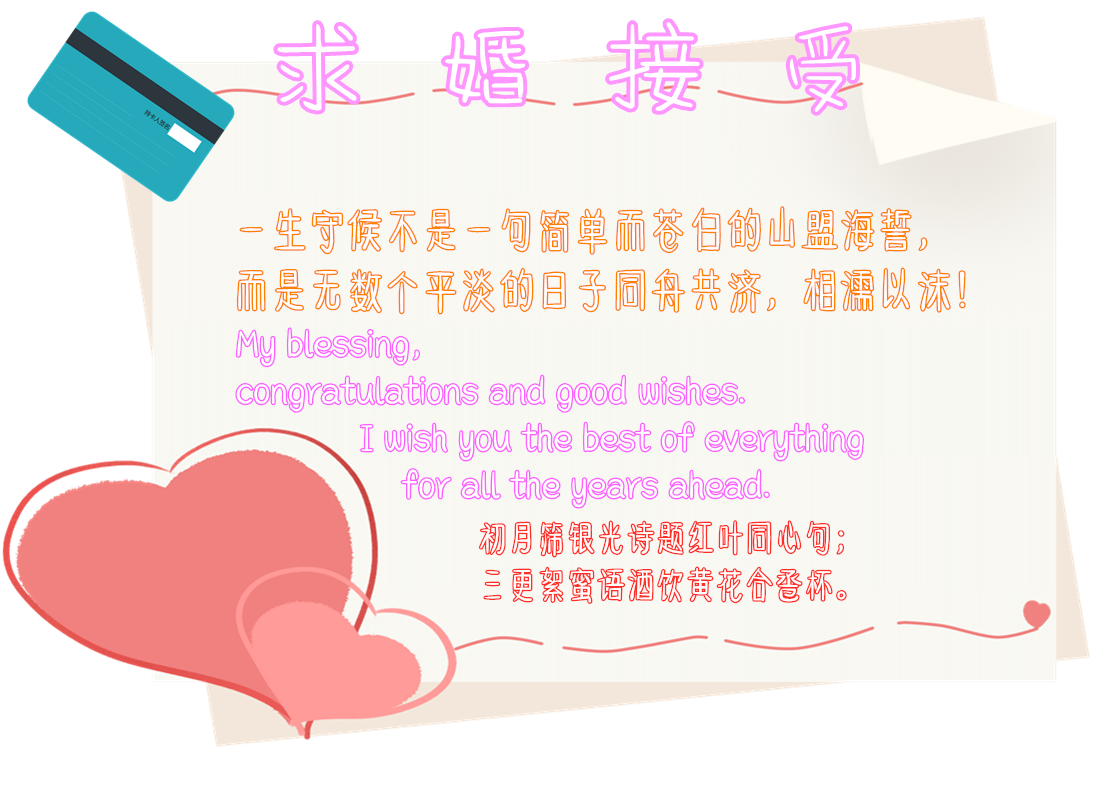 求婚接受
持卡人签名
一生守候不是一句简单而苍白的山盟海誓，
而是无数个平淡的日子同舟共济，相濡以沫！
My blessing,
congratulations and good wishes.
I wish you the best of everything
for all the years ahead.
初月筛银光诗题红叶同心句；
三更絮蜜语酒饮黄花合卺杯。